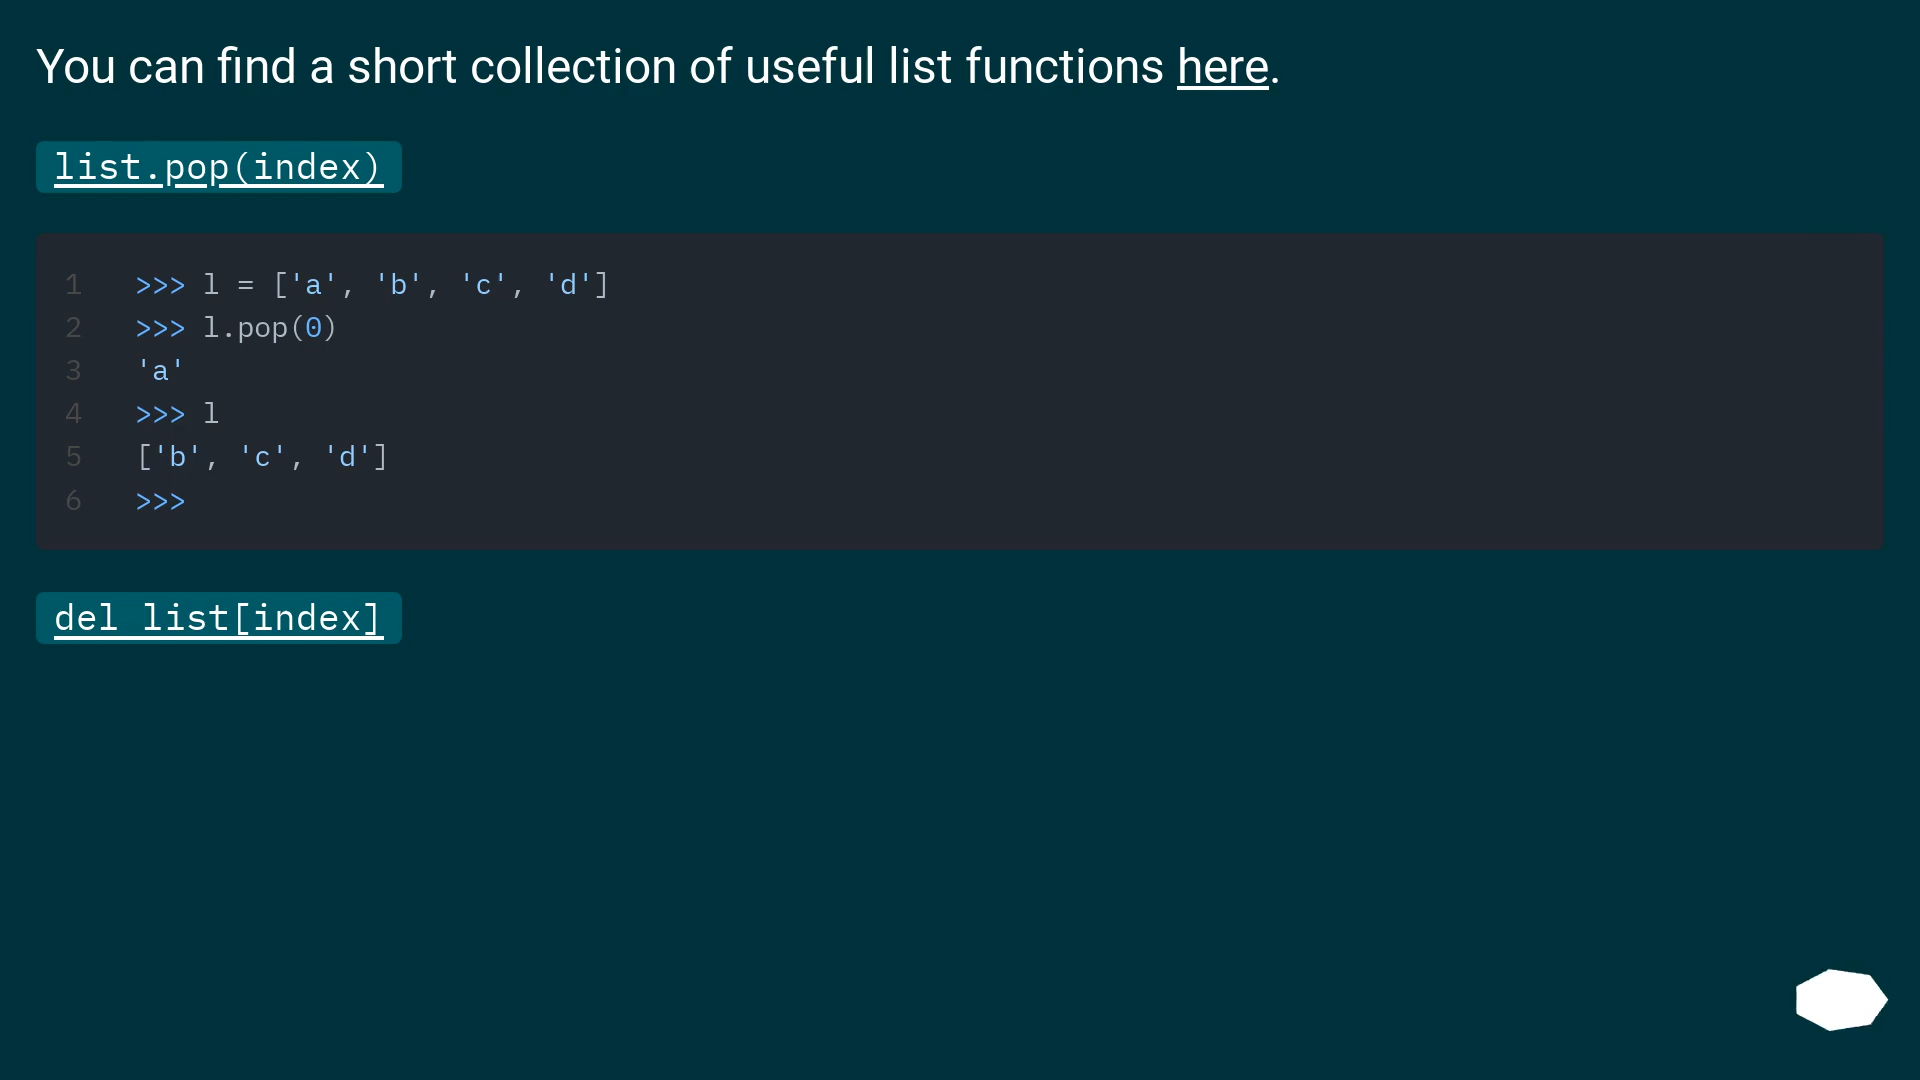 You can find a short collection of useful list functions here.
list.pop(index)
1 >>> l = ['a', 'b', 'c', 'd']
2 >>> l.pop(0)
3 'a'
4 >>> l
5 ['b', 'c', 'd']
6 >>>
del list[index]